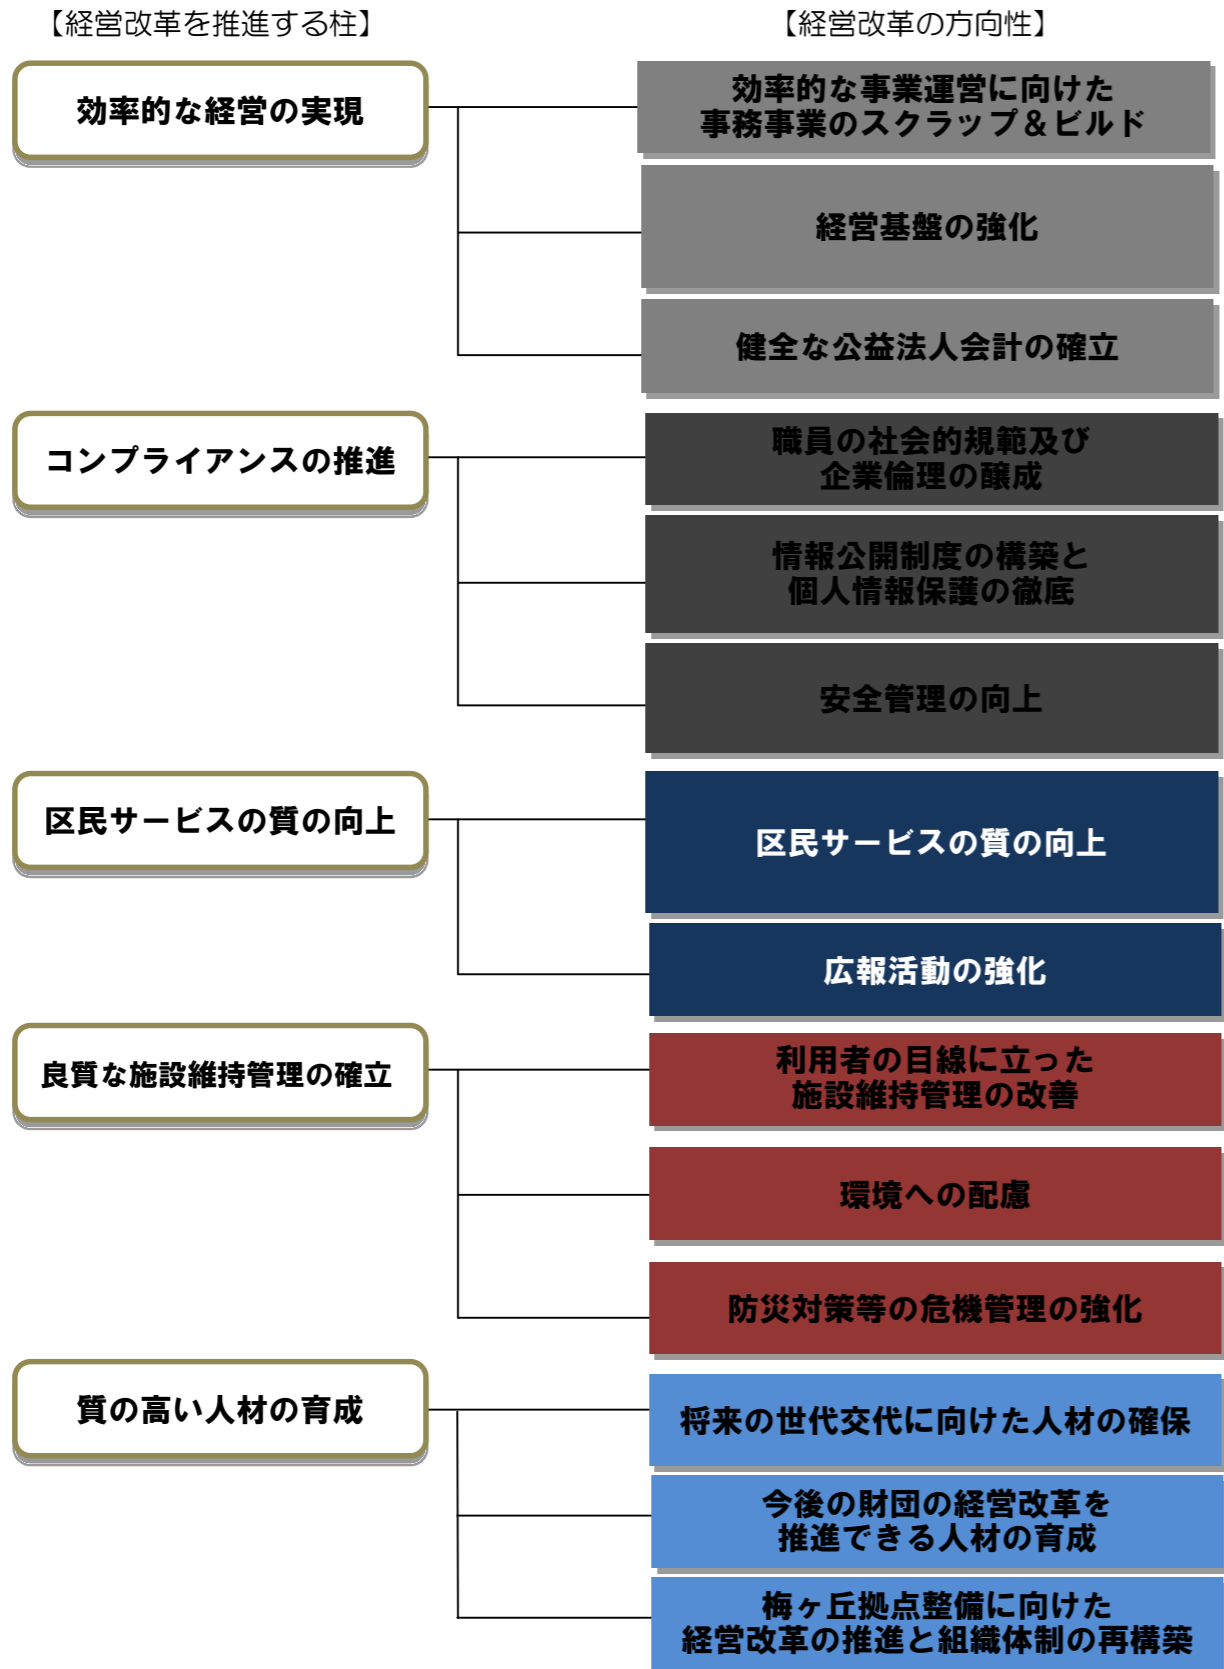 【経営改革を推進する柱】
【経営改革の方向性】
効率的な経営の実現
効率的な事業運営に向けた
事務事業のスクラップ＆ビルド
経営基盤の強化
健全な公益法人会計の確立
コンプライアンスの推進
職員の社会的規範及び
企業倫理の醸成
情報公開制度の構築と
個人情報保護の徹底
安全管理の向上
区民サービスの質の向上
区民サービスの質の向上
広報活動の強化
良質な施設維持管理の確立
利用者の目線に立った
施設維持管理の改善
環境への配慮
防災対策等の危機管理の強化
質の高い人材の育成
将来の世代交代に向けた人材の確保
今後の財団の経営改革を
推進できる人材の育成
梅ヶ丘拠点整備に向けた
経営改革の推進と組織体制の再構築